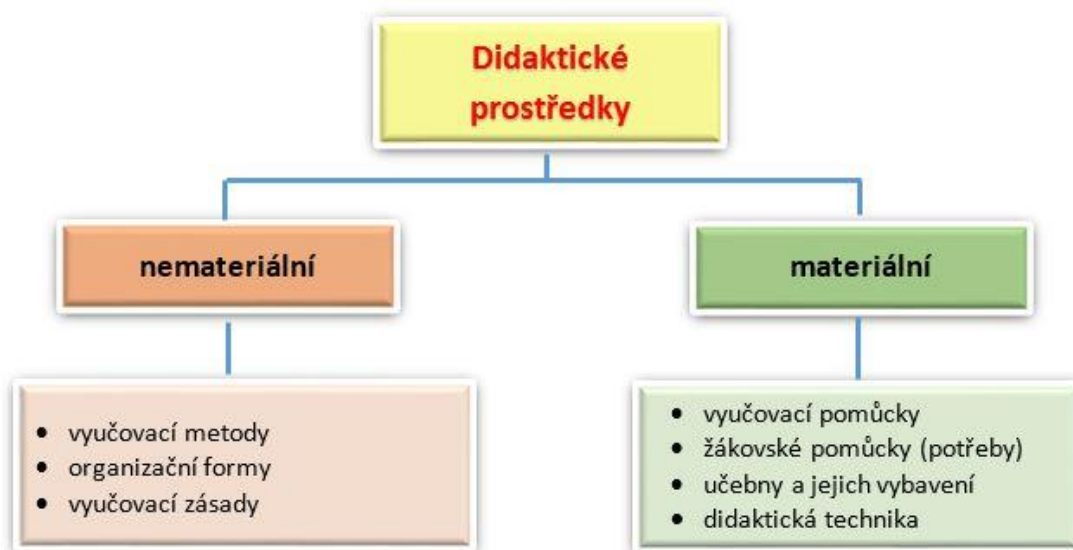 Didaktické
prostředky
nemateriální
materiální
• vyučovací metody
• organizační formy
• vyučovací zásady
• vyučovací pomůcky
• žákovské pomůcky (potřeby)
• učebny a jejich vybavení
• didaktická technika